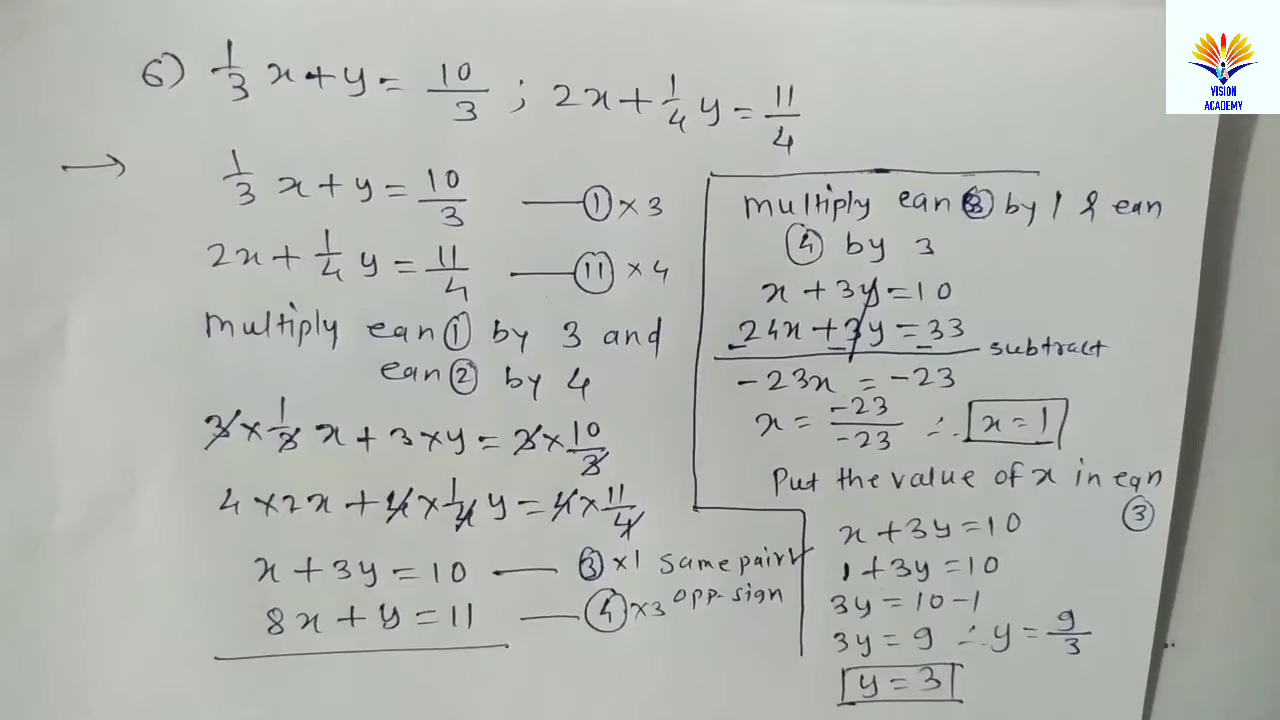 6) 1/3 x + y = 10/3 ; 2x + 1/4 y = 11/4
→ 1/3 x + y = 10/3 —— ① × 3
2x + 1/4 y = 11/4 —— ⑪ × 4
multiply ean ① by 3 and
ean ② by 4
3 × 1/3 x + 3 × y = 3 × 10/3
4 × 2x + 4 × 1/4 y = 4 × 11/4
x + 3y = 10 —— ③ × 1 same pair
8x + y = 11 —— ④ × 3 opp-sign
multiply ean ③ by 1 & ean
④ by 3
x + 3y = 10
24x + 3y = 33
- - - subtract
-23x = -23
x = -23/-23 ∴ x = 1
Put the value of x in eqn
③
x + 3y = 10
1 + 3y = 10
3y = 10 - 1
3y = 9 ∴ y = 9/3
y = 3
VISION
ACADEMY